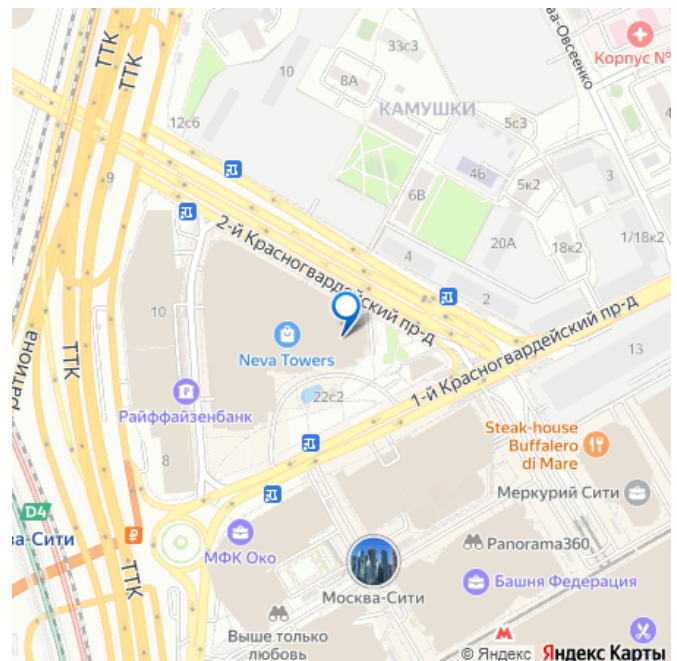 ТТК
ТТК
33с3
ва-Овсеенко
Корпус №
10
8А
КАМУШКИ
12с6
5с3
9
4б
6В
5к2
3
2-й Красногвардейский пр-д
20А
18к2
1/18к2
4
2
10
Neva Towers
1-й Красногвардейский пр-д
13
ТТК
ратиона
Райффайзенбанк
22с2
Steak-house
Buffalero
di Mare
8
Меркурий Сити
D4
ва-Сити
МФК Око
Panorama360
Башня Федерация
ТТК
Москва-Сити
Выше только
любовь
© Яндекс Яндекс Карты